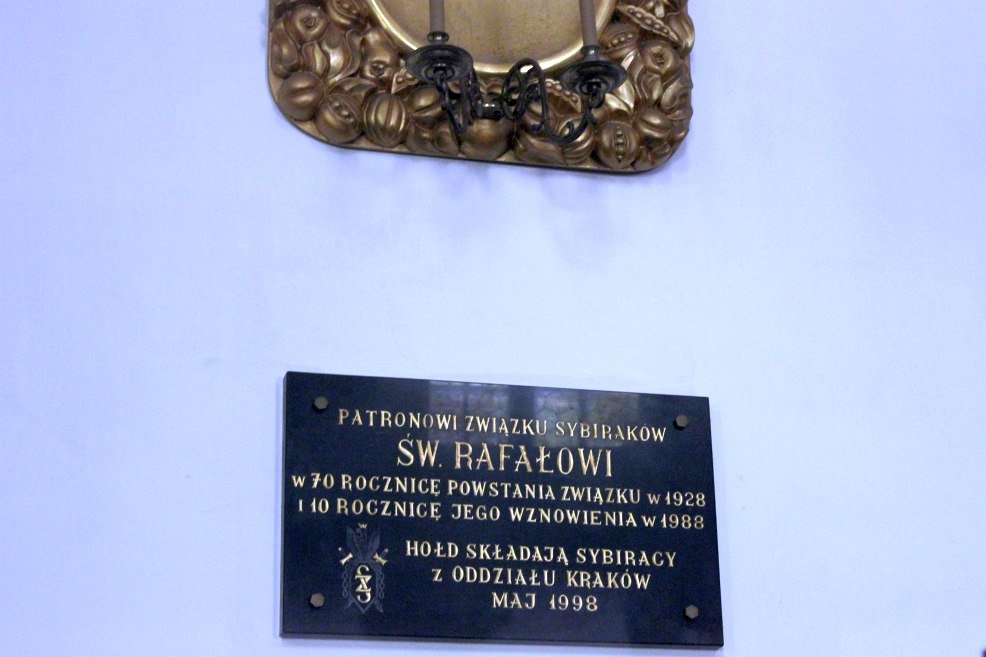 PATRONOWI ZWIĄZKU SYBIRAKÓW
ŚW. RAFAŁOWI
W 70 ROCZNICĘ POWSTANIA ZWIĄZKU W 1928
I 10 ROCZNICĘ JEGO WZNOWIENIA W 1988
HOŁD SKŁADAJĄ SYBIRACY
Z ODDZIAŁU KRAKÓW
MAJ 1998